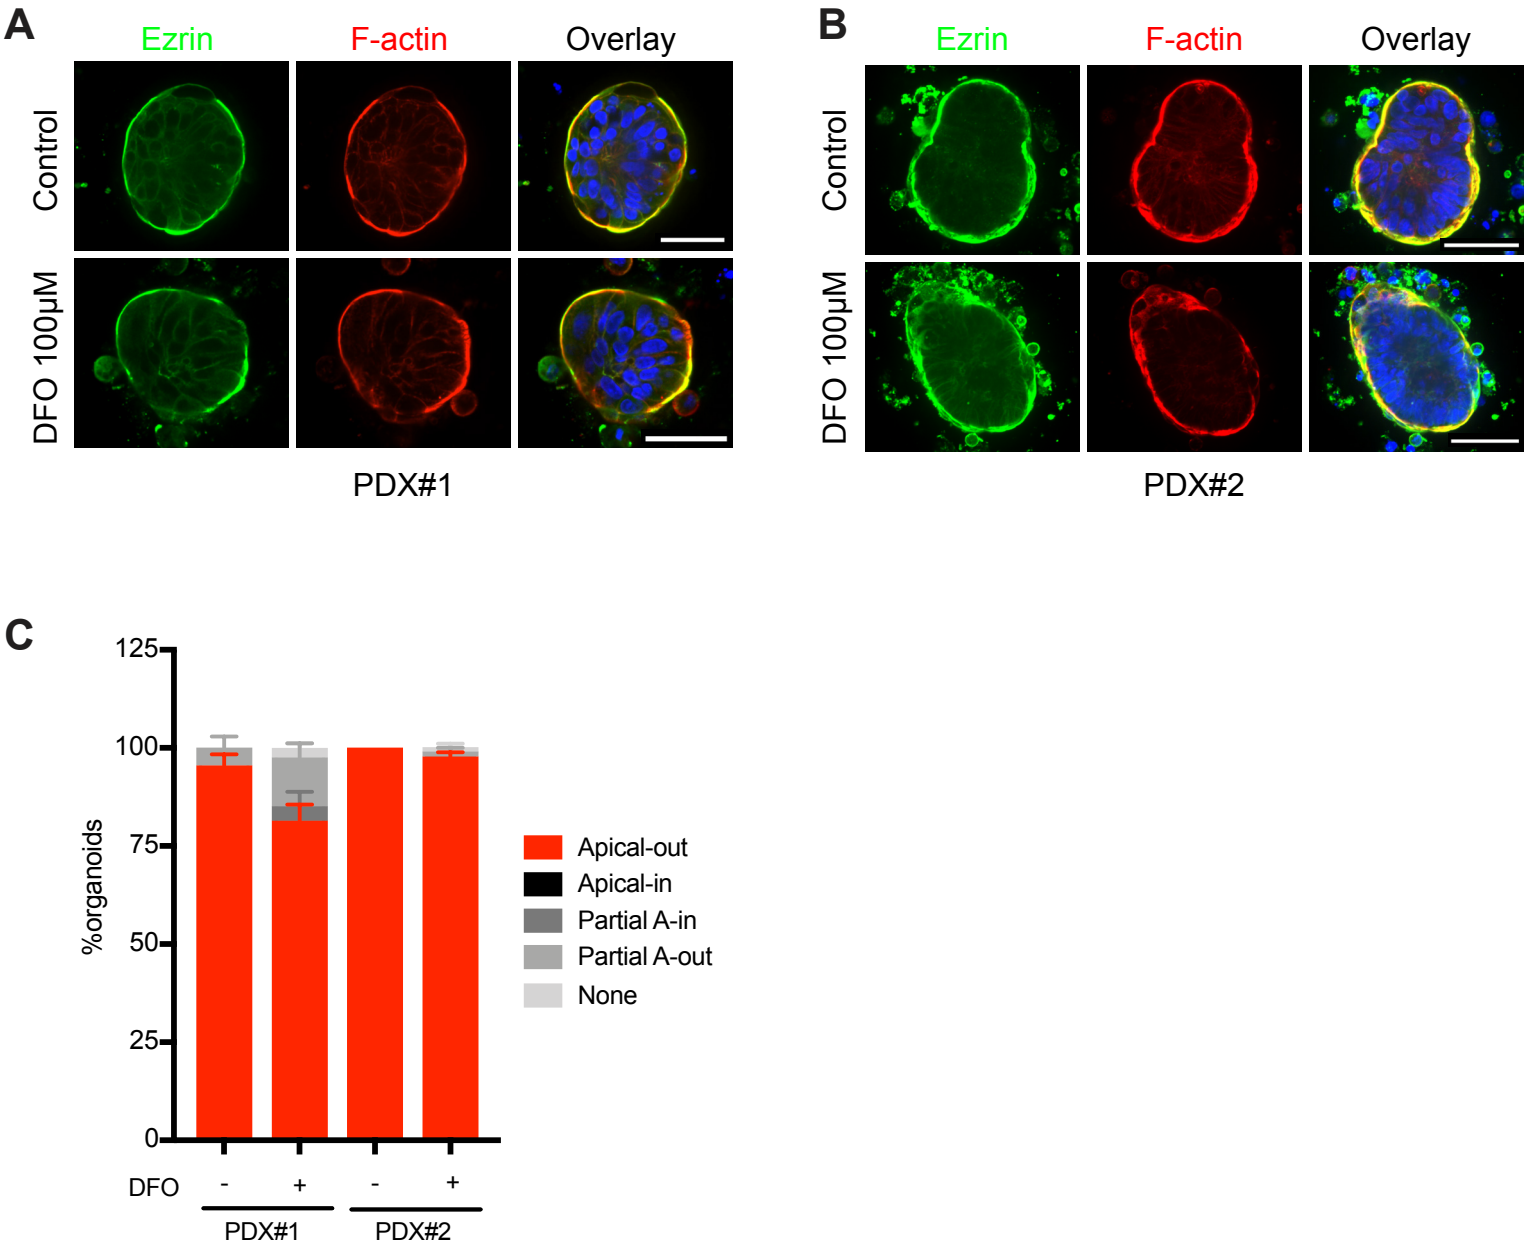 A
Ezrin F-actin Overlay
Control
DFO 100µM
PDX#1
B
Ezrin F-actin Overlay
Control
DFO 100µM
PDX#2
C
125
100
75
50
25
0
%organoids
Apical-out
Apical-in
Partial A-in
Partial A-out
None
DFO - + - +
PDX#1 PDX#2